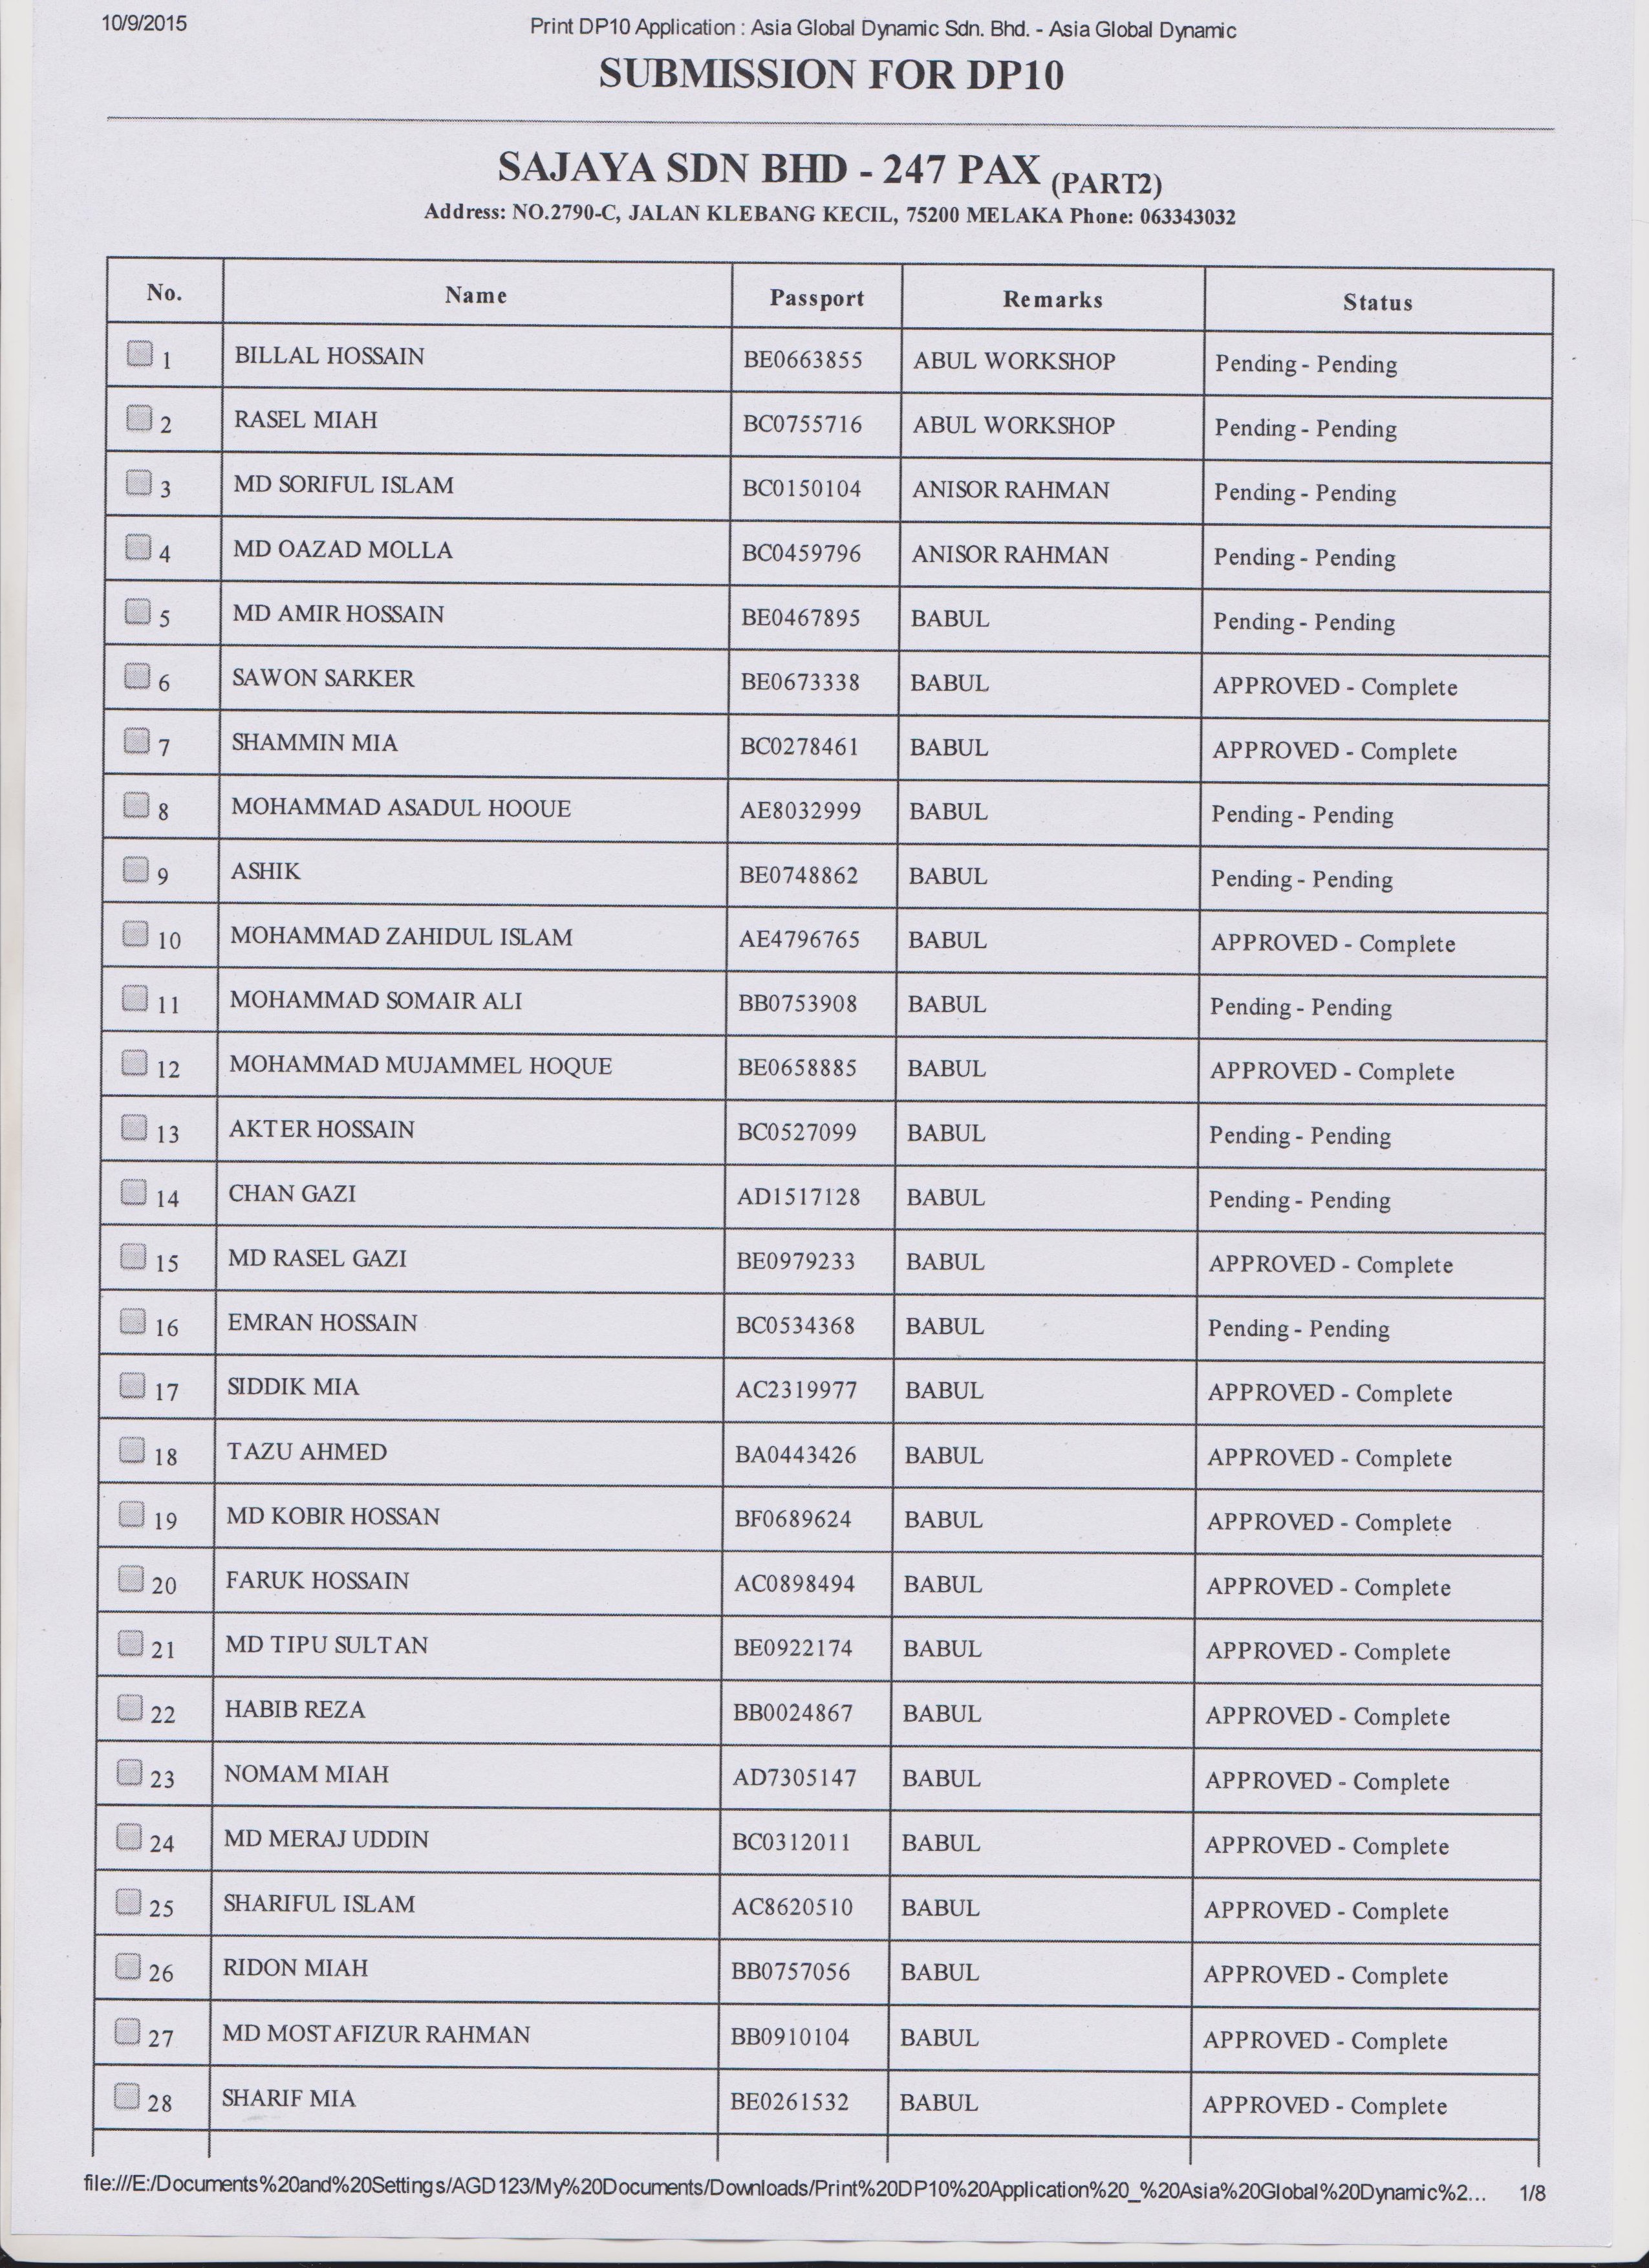 10/9/2015 Print DP10 Application : Asia Global Dynamic Sdn. Bhd. - Asia Global Dynamic
SUBMISSION FOR DP10
SAJAYA SDN BHD - 247 PAX (PART2)
Address: NO.2790-C, JALAN KLEBANG KECIL, 75200 MELAKA Phone: 063343032
No. Name Passport Remarks Status
1 BILLAL HOSSAIN BE0663855 ABUL WORKSHOP Pending - Pending
2 RASEL MIAH BC0755716 ABUL WORKSHOP Pending - Pending
3 MD SORIFUL ISLAM BC0150104 ANISOR RAHMAN Pending - Pending
4 MD OAZAD MOLLA BC0459796 ANISOR RAHMAN Pending - Pending
5 MD AMIR HOSSAIN BE0467895 BABUL Pending - Pending
6 SAWON SARKER BE0673338 BABUL APPROVED - Complete
7 SHAMMIN MIA BC0278461 BABUL APPROVED - Complete
8 MOHAMMAD ASADUL HOOUE AE8032999 BABUL Pending - Pending
9 ASHIK BE0748862 BABUL Pending - Pending
10 MOHAMMAD ZAHIDUL ISLAM AE4796765 BABUL APPROVED - Complete
11 MOHAMMAD SOMAIR ALI BB0753908 BABUL Pending - Pending
12 MOHAMMAD MUJAMMEL HOQUE BE0658885 BABUL APPROVED - Complete
13 AKTER HOSSAIN BC0527099 BABUL Pending - Pending
14 CHAN GAZI AD1517128 BABUL Pending - Pending
15 MD RASEL GAZI BE0979233 BABUL APPROVED - Complete
16 EMRAN HOSSAIN BC0534368 BABUL Pending - Pending
17 SIDDIK MIA AC2319977 BABUL APPROVED - Complete
18 TAZU AHMED BA0443426 BABUL APPROVED - Complete
19 MD KOBIR HOSSAN BF0689624 BABUL APPROVED - Complete
20 FARUK HOSSAIN AC0898494 BABUL APPROVED - Complete
21 MD TIPU SULTAN BE0922174 BABUL APPROVED - Complete
22 HABIB REZA BB0024867 BABUL APPROVED - Complete
23 NOMAM MIAH AD7305147 BABUL APPROVED - Complete
24 MD MERAJ UDDIN BC0312011 BABUL APPROVED - Complete
25 SHARIFUL ISLAM AC8620510 BABUL APPROVED - Complete
26 RIDON MIAH BB0757056 BABUL APPROVED - Complete
27 MD MOSTAFIZUR RAHMAN BB0910104 BABUL APPROVED - Complete
28 SHARIF MIA BE0261532 BABUL APPROVED - Complete
file:///E:/Documents%20and%20Settings/AGD123/My%20Documents/Downloads/Print%20DP10%20Application%20_%20Asia%20Global%20Dynamic%2... 1/8